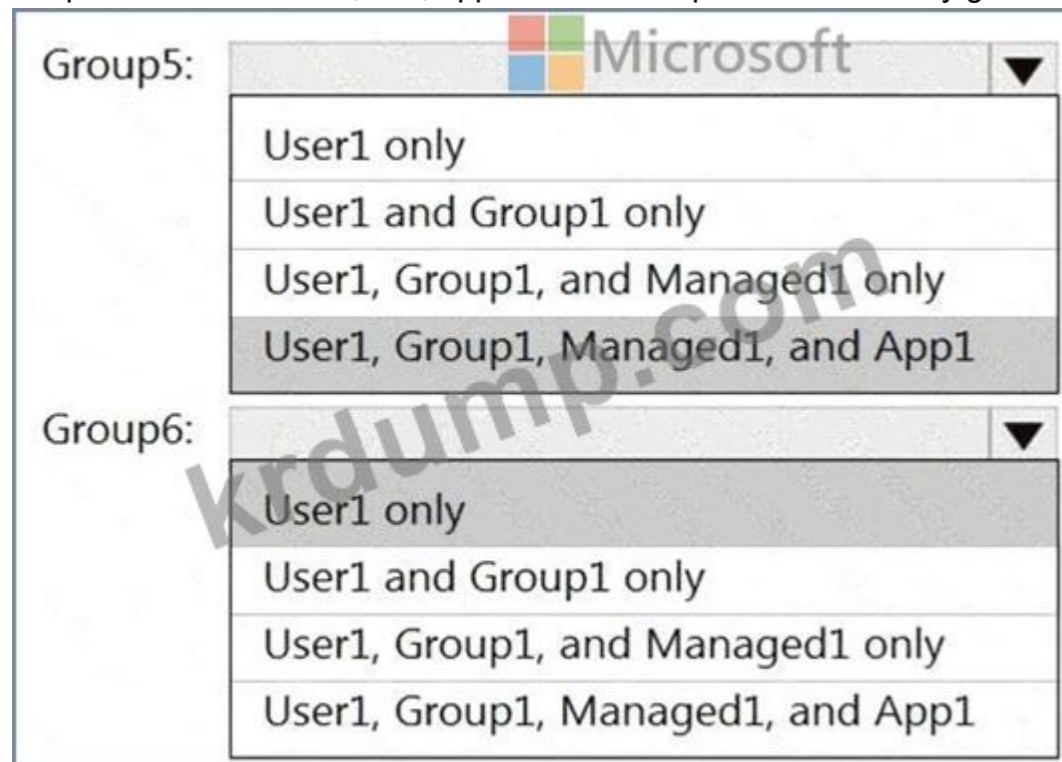 Microsoft
Group5:
User1 only
User1 and Group1 only
User1, Group1, and Managed1 only
User1, Group1, Managed1, and App1
Group6:
User1 only
User1 and Group1 only
User1, Group1, and Managed1 only
User1, Group1, Managed1, and App1
krdump.com